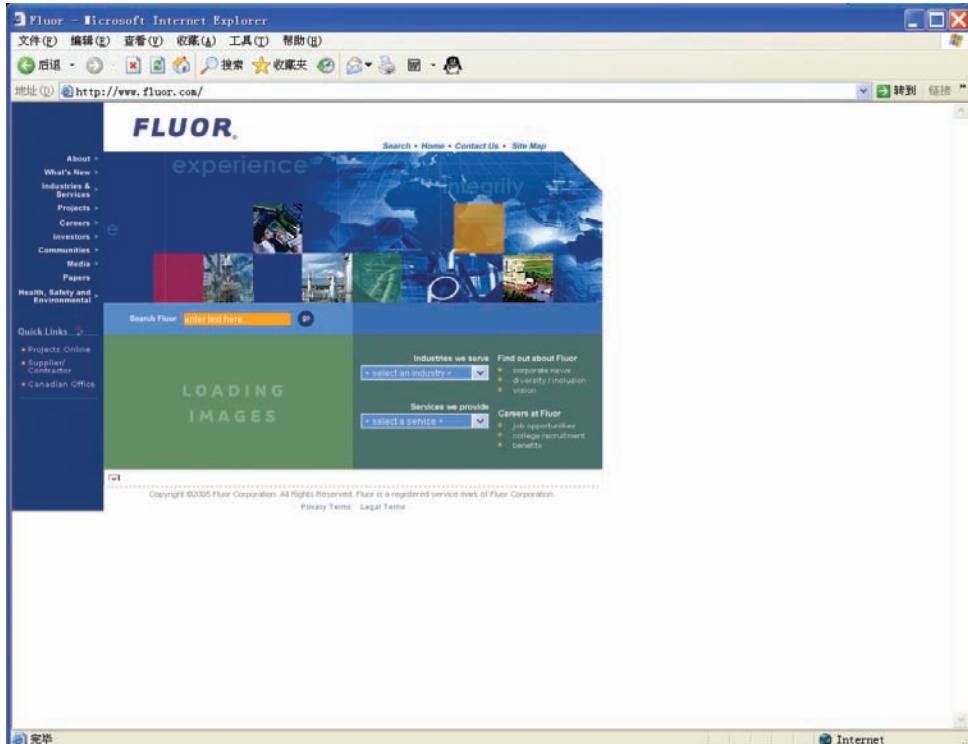 Fluor - Microsoft Internet Explorer
文件(F) 编辑(E) 查看(V) 收藏(A) 工具(T) 帮助(H)
后退 搜索 收藏夹
地址(D) http://www.fluor.com/ 转到 链接 »
FLUOR®
Search • Home • Contact Us • Site Map
experience
integrity
e
About
What's New
Industries &
Services
Projects
Careers
Investors
Communities
Media
Papers
Health, Safety and
Environmental
Quick Links
Projects Online
Supplier/
Contractor
Canadian Office
Search Fluor enter text here... go
LOADING
IMAGES
Industries we serve
« select an industry »
Services we provide
« select a service »
Find out about Fluor
corporate news
diversity / inclusion
vision
Careers at Fluor
job opportunities
college recruitment
benefits
Copyright ©2005 Fluor Corporation. All Rights Reserved. Fluor is a registered service mark of Fluor Corporation.
Privacy Terms Legal Terms
完毕 Internet